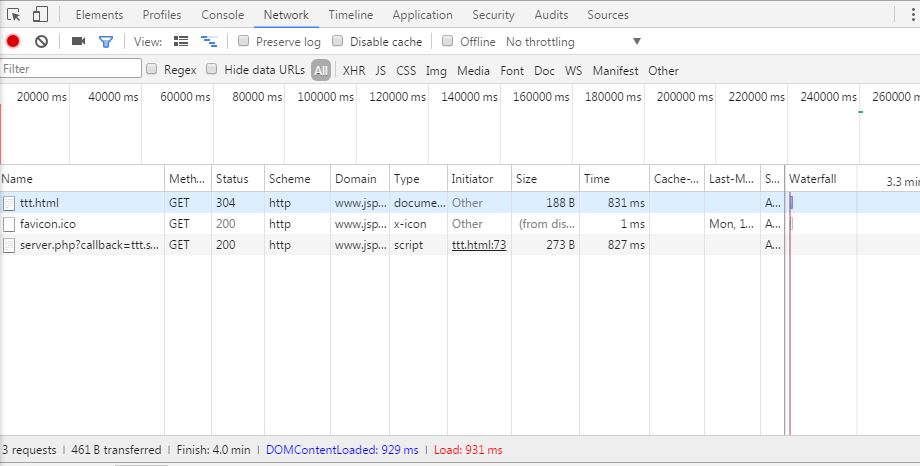 Elements Profiles Console Network Timeline Application Security Audits Sources
View: Preserve log Disable cache Offline No throttling
Filter Regex Hide data URLs All XHR JS CSS Img Media Font Doc WS Manifest Other
20000 ms 40000 ms 60000 ms 80000 ms 100000 ms 120000 ms 140000 ms 160000 ms 180000 ms 200000 ms 220000 ms 240000 ms 260000 m
Name Meth... Status Scheme Domain Type Initiator Size Time Cache-... Last-M... S... Waterfall 3.3 min
ttt.html GET 304 http www.jsp... docume... Other 188 B 831 ms A...
favicon.ico GET 200 http www.jsp... x-icon Other (from dis... 1 ms Mon, 1... A...
server.php?callback=ttt.s... GET 200 http www.jsp... script ttt.html:73 273 B 827 ms A...
3 requests | 461 B transferred | Finish: 4.0 min | DOMContentLoaded: 929 ms | Load: 931 ms